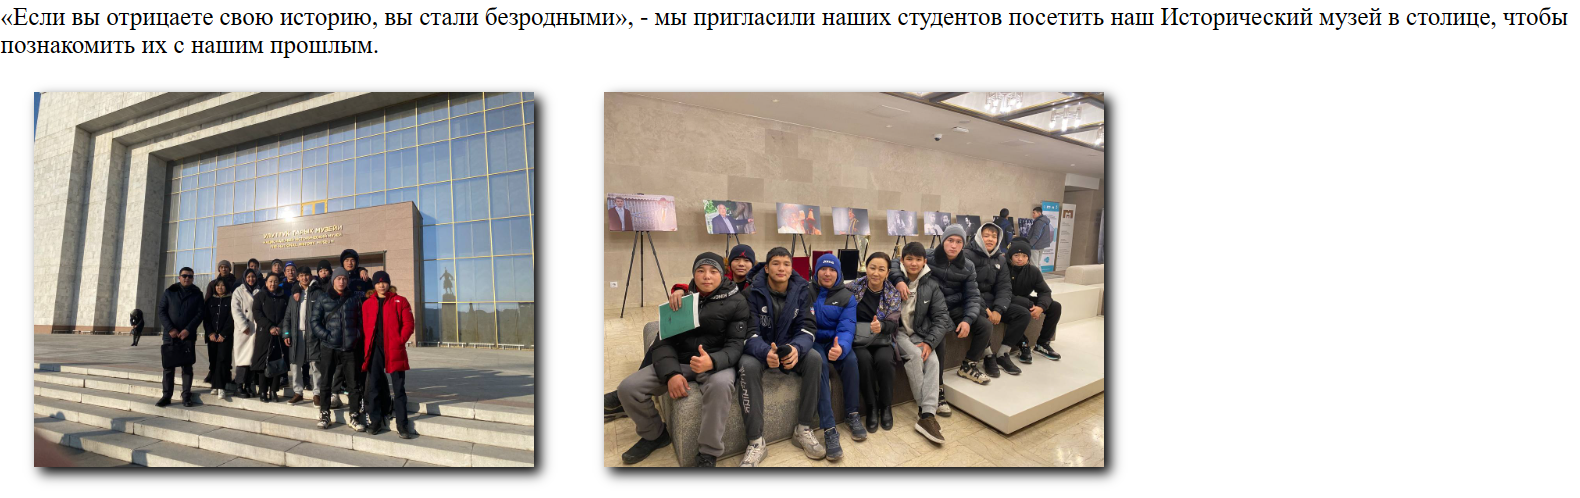 «Если вы отрицаете свою историю, вы стали безродными», - мы пригласили наших студентов посетить наш Исторический музей в столице, чтобы
познакомить их с нашим прошлым.
УЛУТТУК ТАРЫХ МУЗЕЙИ